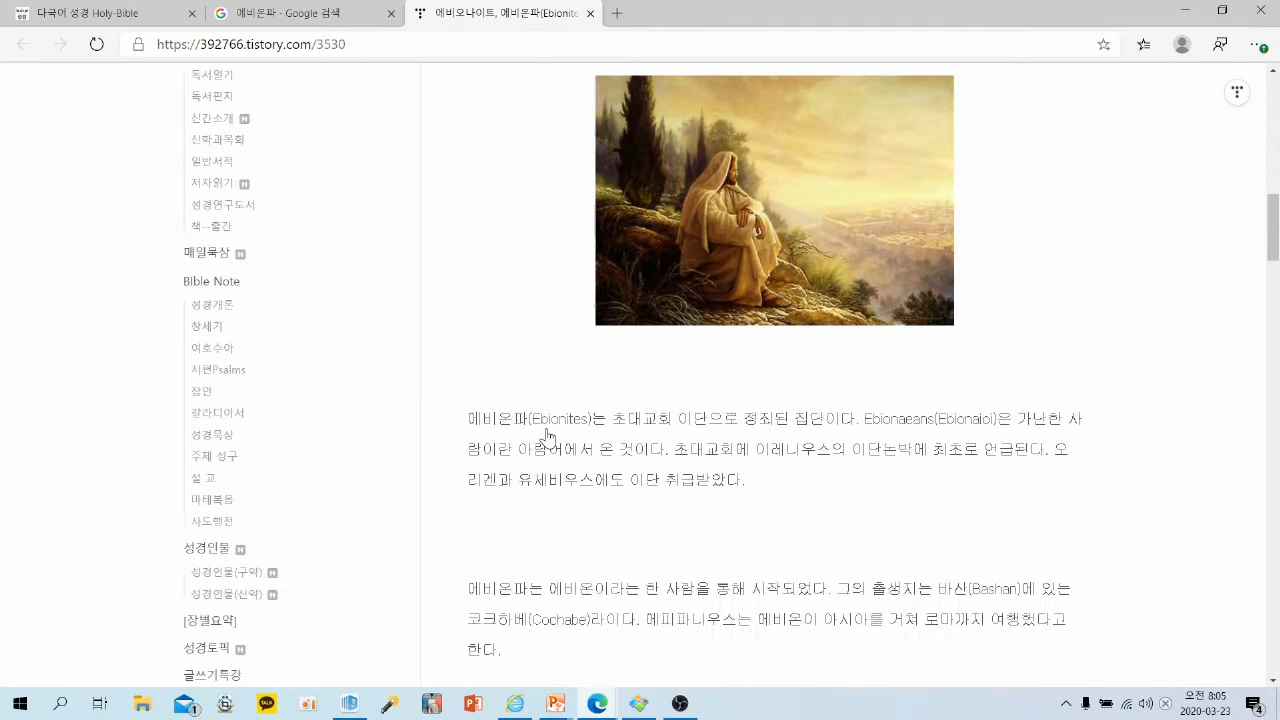 다국어 성경 Holy-Bible
에비온파 - Google 검색
에비오나이트, 에비온파(Ebionite
https://392766.tistory.com/3530
독서일기
독서편지
신간소개 N
신학과목회
일반서적
저자읽기 N
성경연구도서
책--출간
매일묵상 N
BIble Note
성경개론
창세기
여호수아
시편Psalms
잠언
갈라디아서
성경묵상
주제 성구
설 교
마태복음
사도행전
성경인물 N
성경인물(구약) N
성경인물(신약) N
[장별요약]
성경토픽 N
글쓰기특강
에비온파(Ebionites)는 초대교회 이단으로 정죄된 집단이다. Ebionaeans(Ebionaioi)은 가난한 사
람이란 아람어에서 온 것이다. 초대교회에 이레니우스의 이단논박에 최초로 언급된다. 오
리겐과 유세비우스에도 이단 취급받았다.
에비온파는 에비온이라는 한 사람을 통해 시작되었다. 그의 출생지는 바산(Bashan)에 있는
코크하베(Cochabe)라이다. 에피파니우스는 에비온이 아시아를 거쳐 로마까지 여행했다고
한다.
TALK
1
오전 8:05
2020-03-23
4